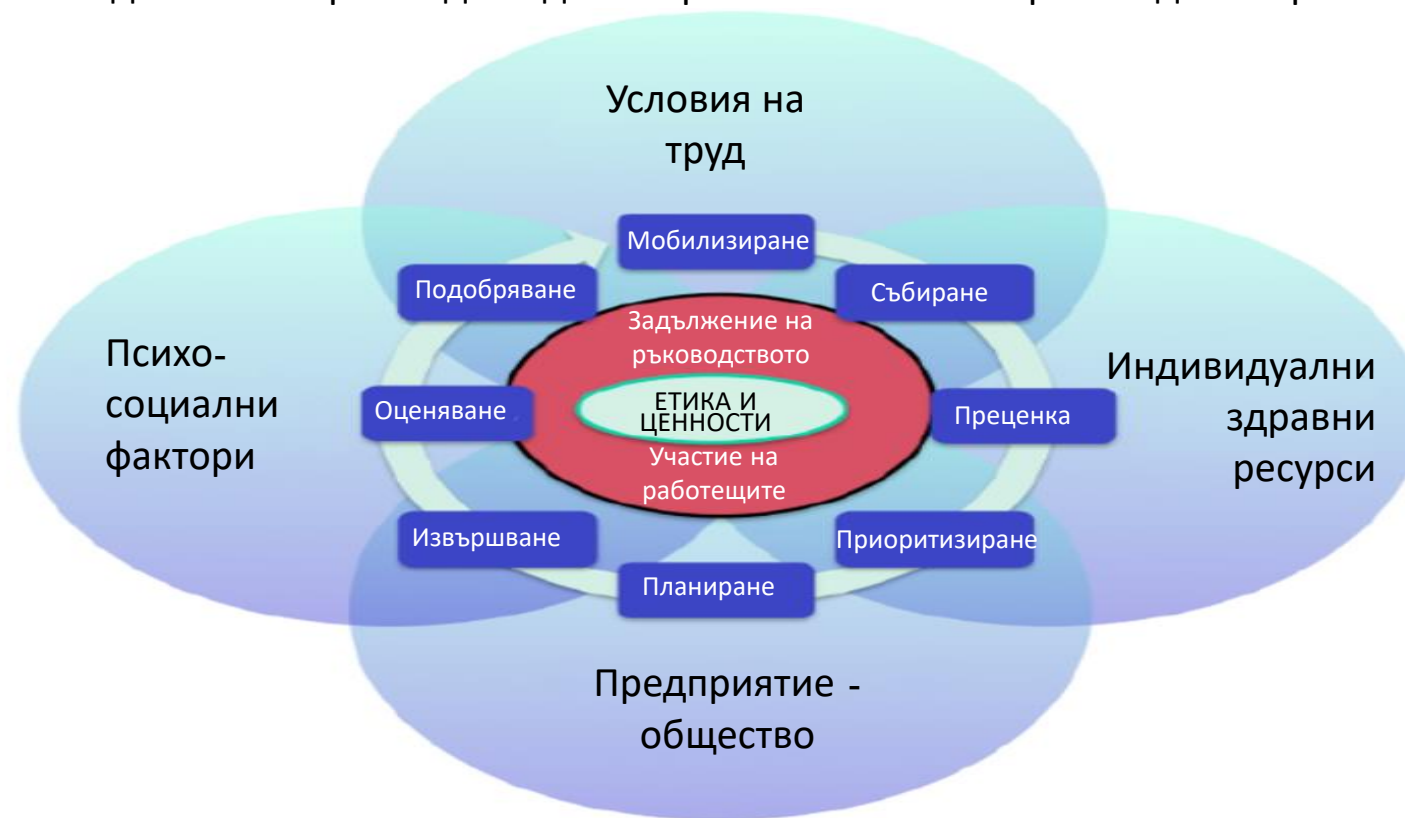 Условия на
труд
Мобилизиране
Подобряване
Събиране
Задължение на
ръководството
Психо-
социални
фактори
Индивидуални
здравни
ресурси
Оценяване
ЕТИКА И
ЦЕННОСТИ
Преценка
Участие на
работещите
Извършване
Приоритизиране
Планиране
Предприятие -
общество